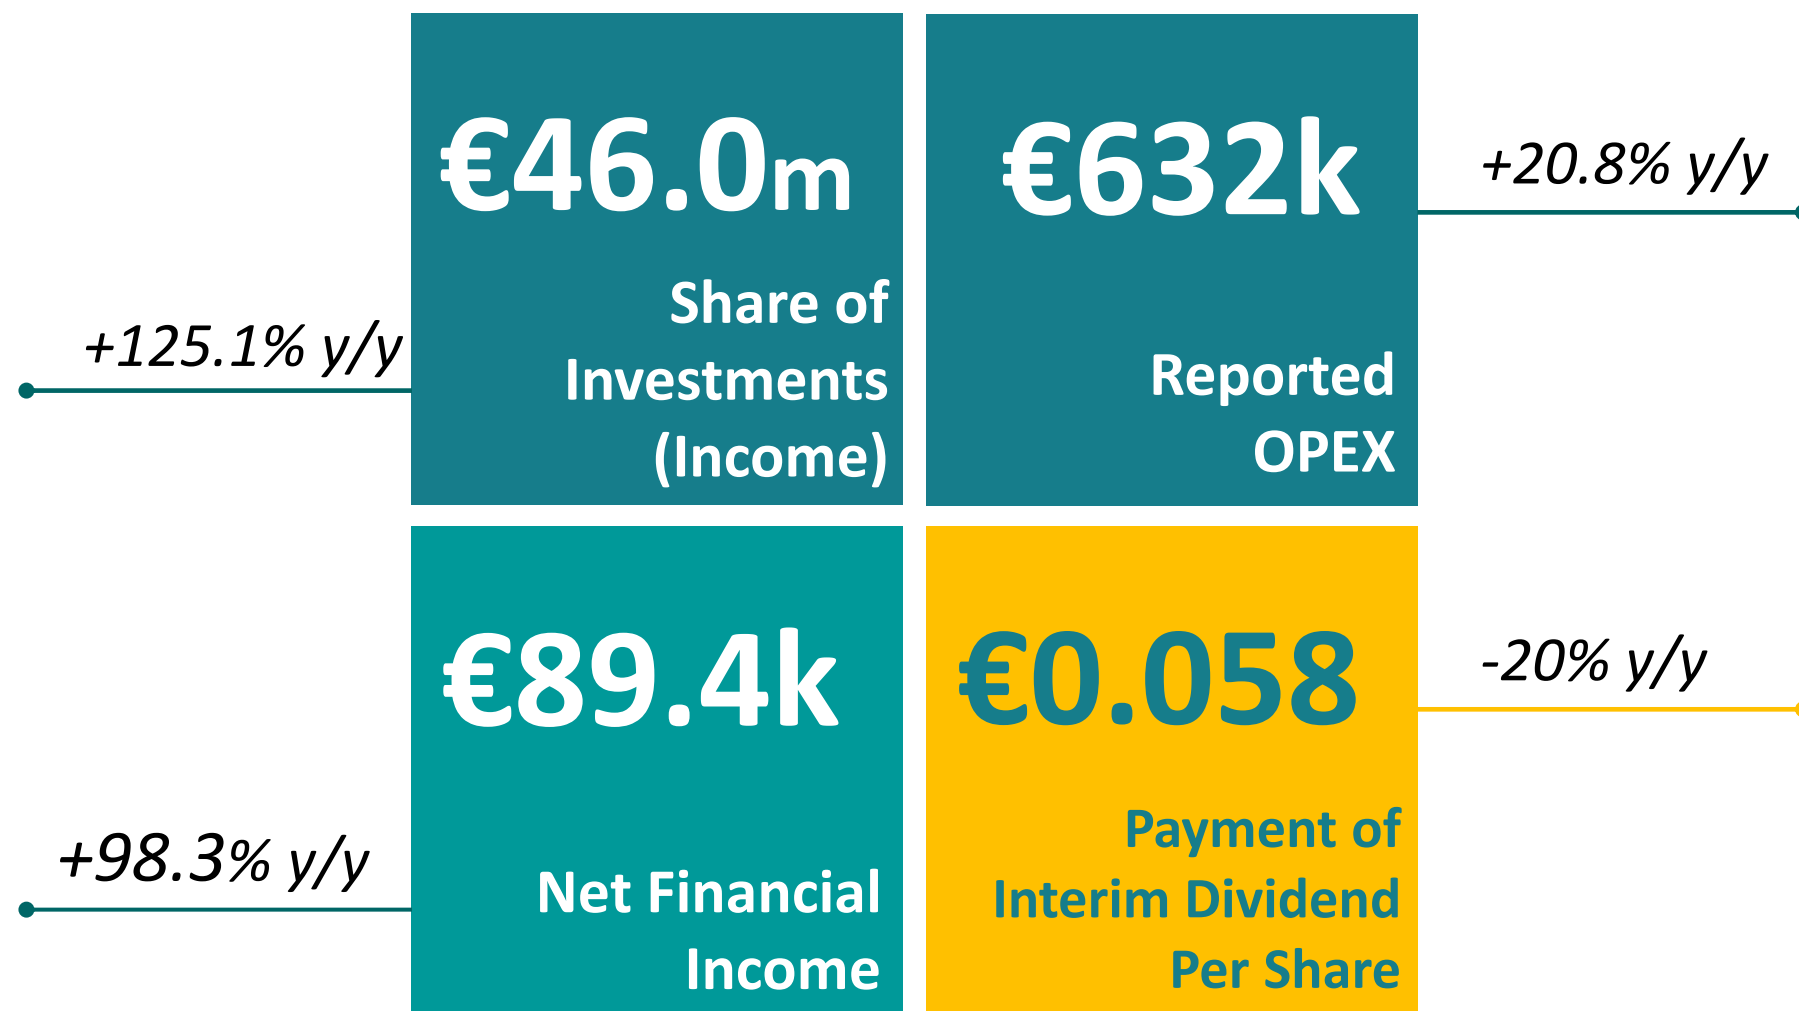 +125.1% y/y
€46.0m
Share of
Investments
(Income)
€632k
Reported
OPEX
+20.8% y/y
+98.3% y/y
€89.4k
Net Financial
Income
€0.058
Payment of
Interim Dividend
Per Share
-20% y/y